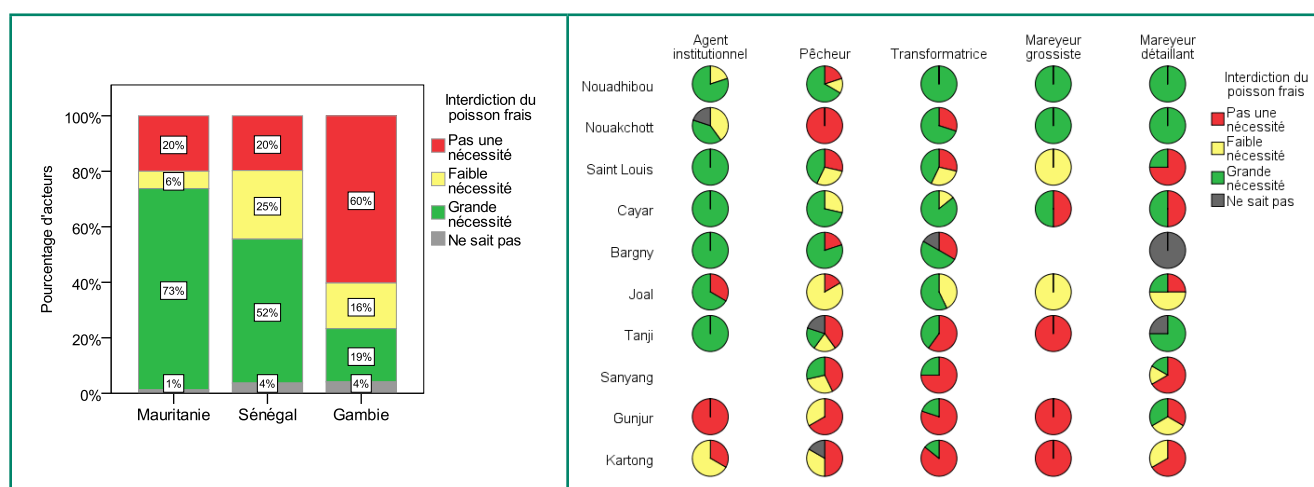 Interdiction du
poisson frais
Pas une
nécessité
Faible
nécessité
Grande
nécessité
Ne sait pas
Pourcentage d'acteurs
100%
80%
60%
40%
20%
0%
20%
6%
73%
1%
20%
25%
52%
4%
60%
16%
19%
4%
Mauritanie
Sénégal
Gambie
Agent
institutionnel
Pêcheur
Transformatrice
Mareyeur
grossiste
Mareyeur
détaillant
Nouadhibou
Nouakchott
Saint Louis
Cayar
Bargny
Joal
Tanji
Sanyang
Gunjur
Kartong
Interdiction du
poisson frais
Pas une
nécessité
Faible
nécessité
Grande
nécessité
Ne sait pas